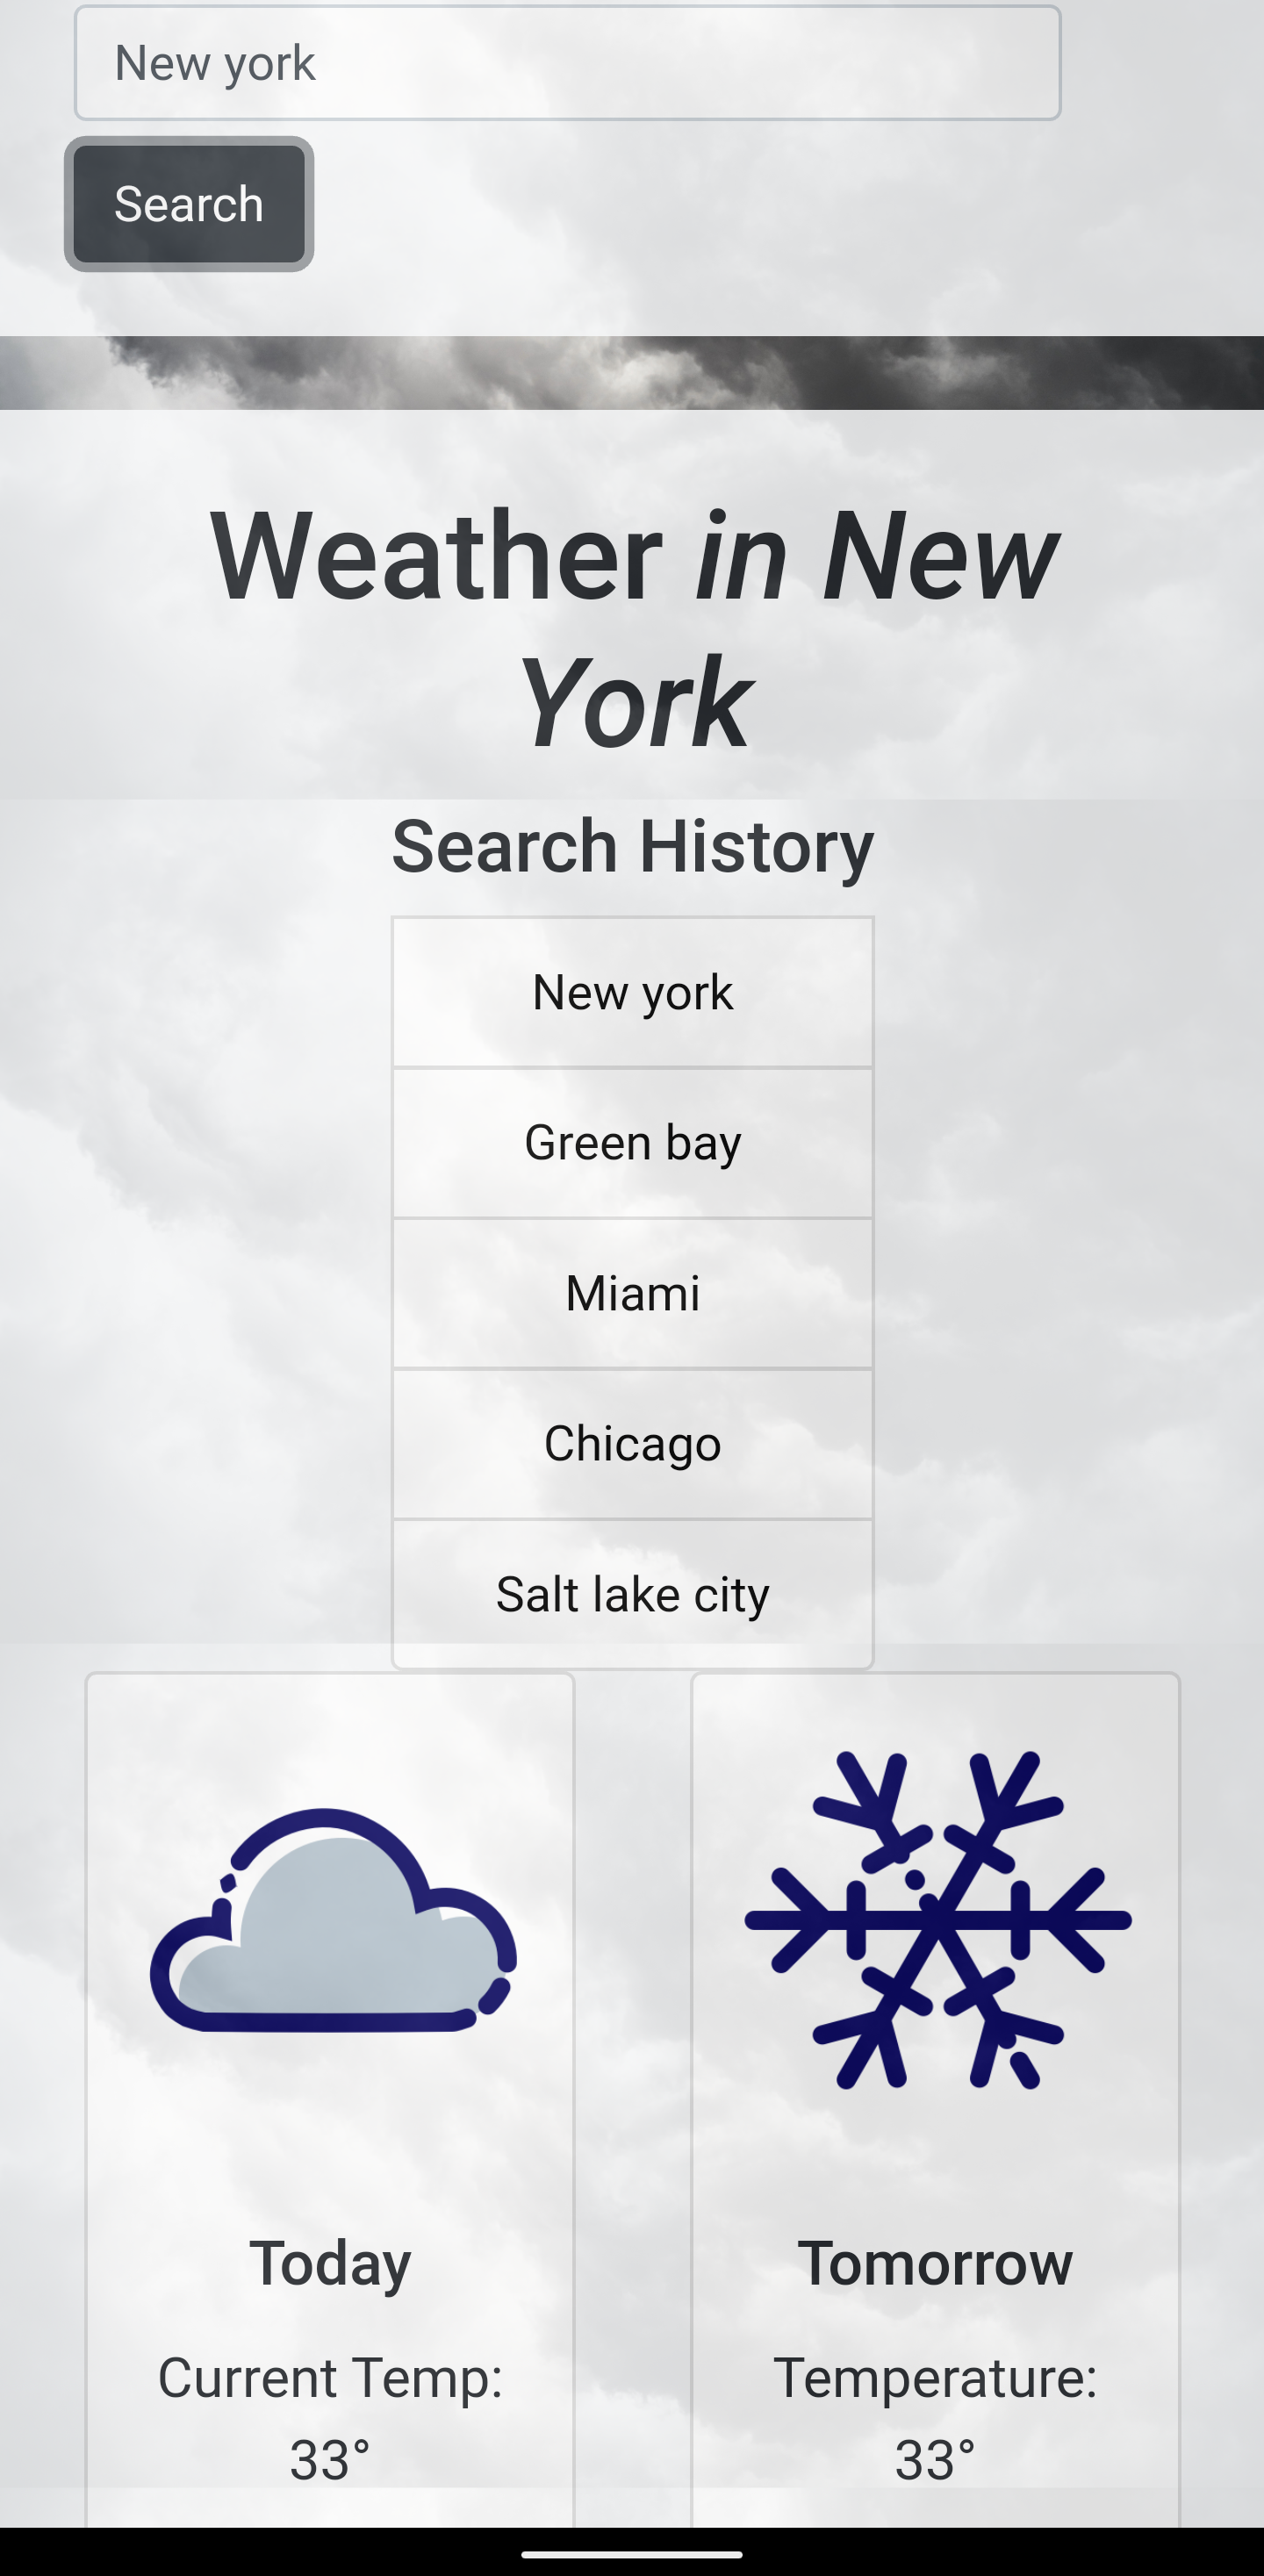 New york
Search
Weather in New
York
Search History
New york
Green bay
Miami
Chicago
Salt lake city
Today
Tomorrow
Current Temp:
33°
Temperature:
33°